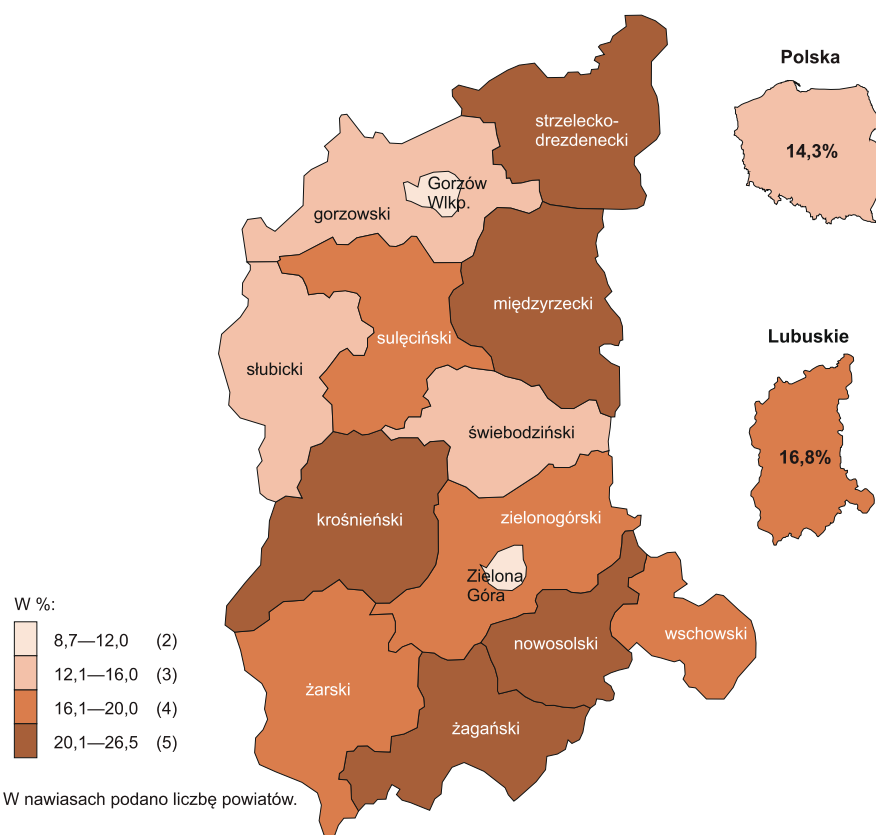 Polska
14,3%
strzelecko-
drezdenecki
Gorzów
Wlkp.
gorzowski
międzyrzecki
Lubuskie
16,8%
sulęciński
słubicki
świebodziński
krośnieński
zielonogórski
Zielona
Góra
nowosolski
wschowski
żarski
żagański
W %:
8,7—12,0 (2)
12,1—16,0 (3)
16,1—20,0 (4)
20,1—26,5 (5)
W nawiasach podano liczbę powiatów.